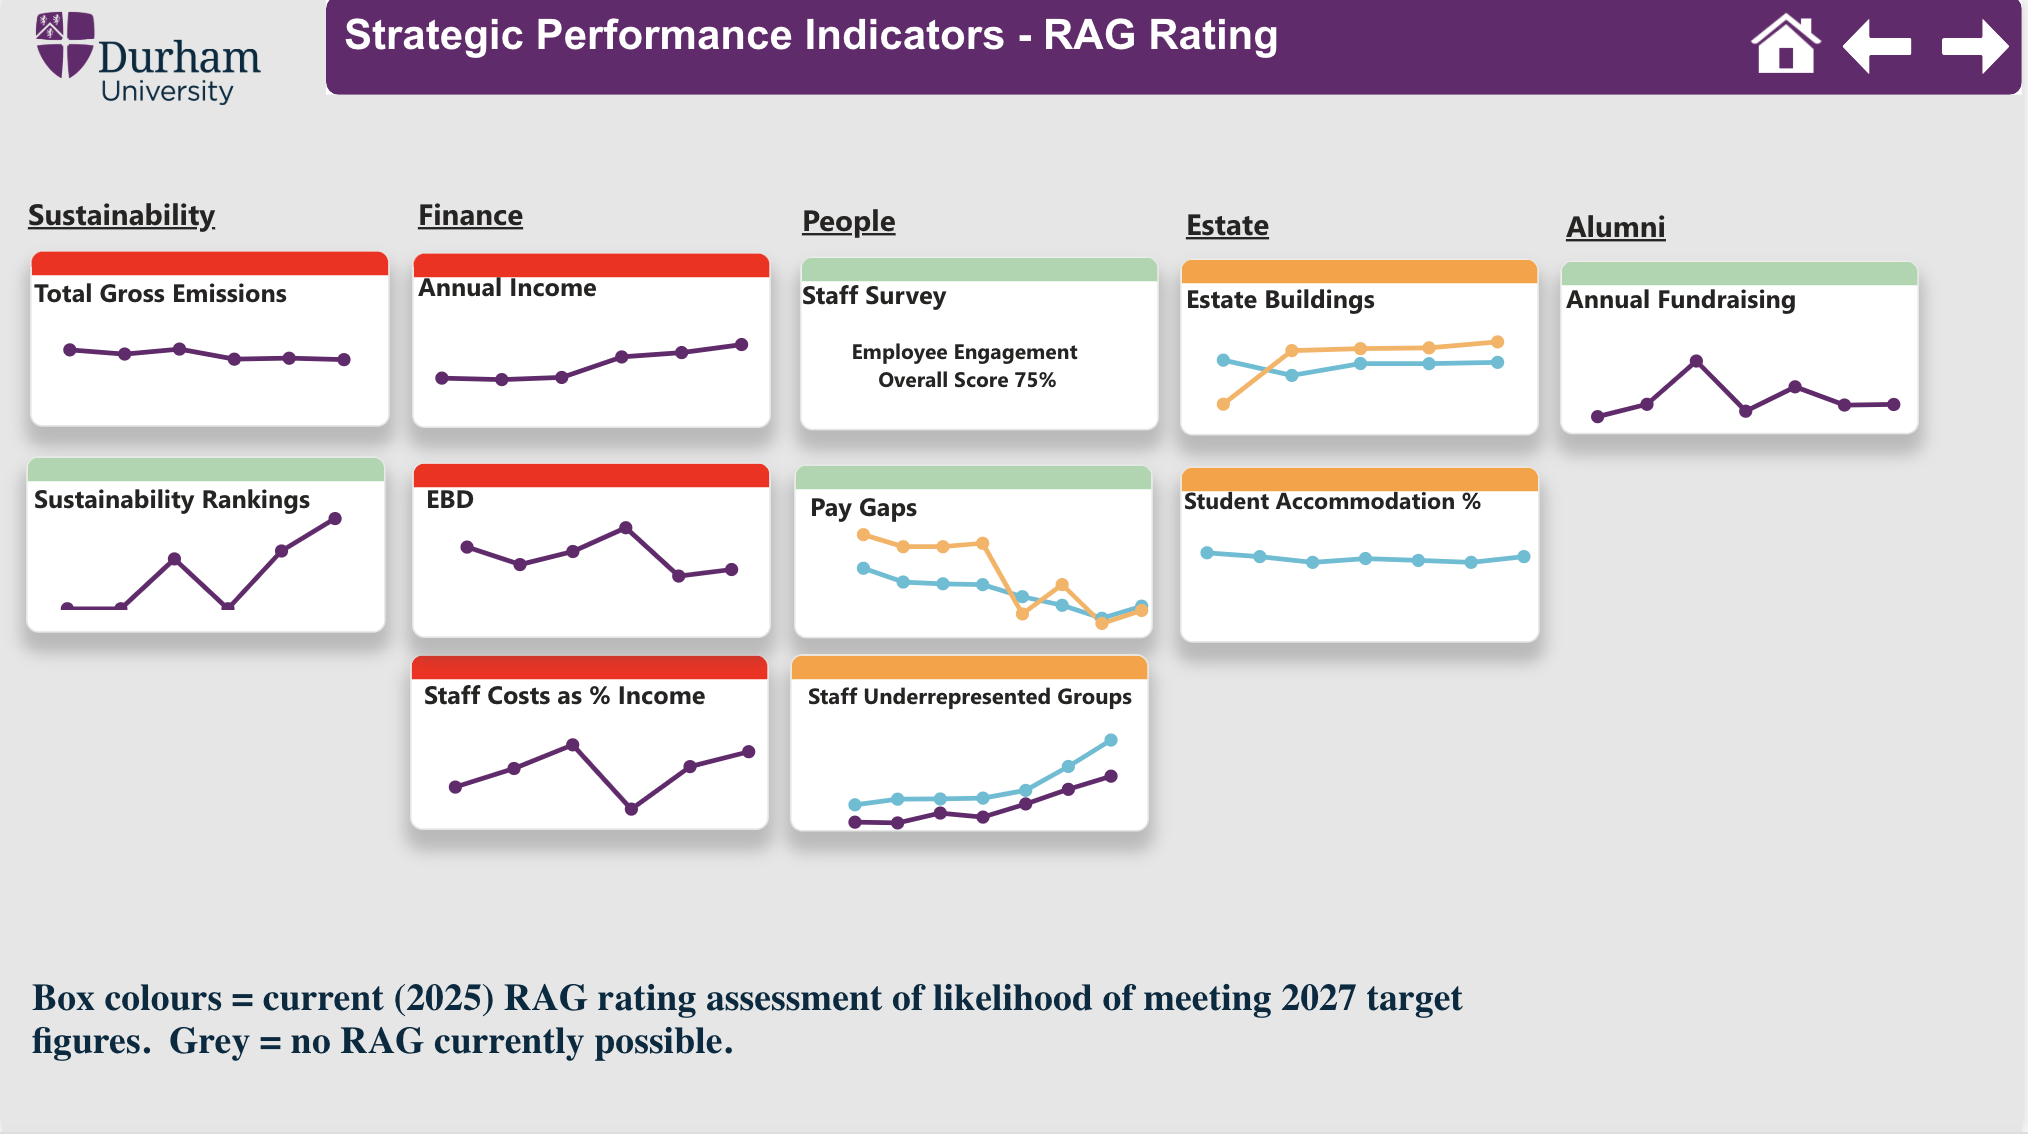 Durham
University
Strategic Performance Indicators - RAG Rating
Sustainability
Total Gross Emissions
Sustainability Rankings
Finance
Annual Income
EBD
Staff Costs as % Income
People
Staff Survey
Employee Engagement
Overall Score 75%
Pay Gaps
Staff Underrepresented Groups
Estate
Estate Buildings
Student Accommodation %
Alumni
Annual Fundraising
Box colours = current (2025) RAG rating assessment of likelihood of meeting 2027 target
figures.  Grey = no RAG currently possible.